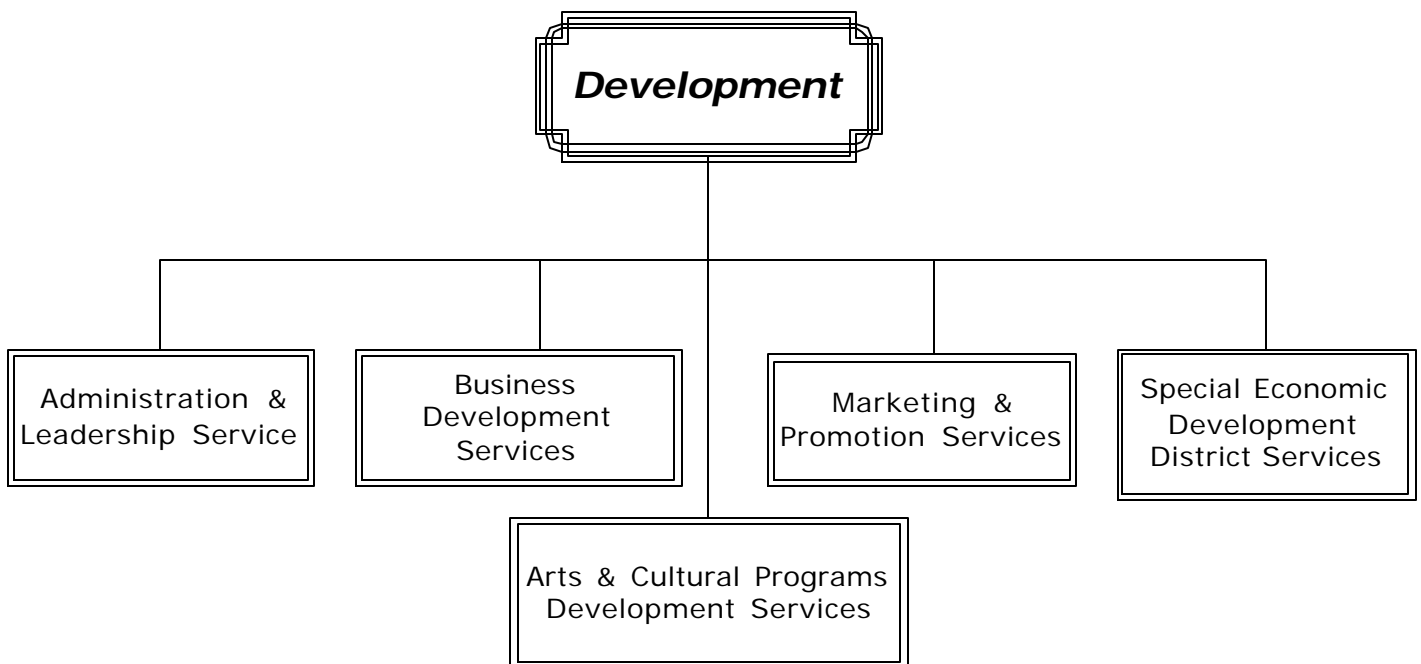 Development
Administration &
Leadership Service
Business
Development
Services
Marketing &
Promotion Services
Special Economic
Development
District Services
Arts & Cultural Programs
Development Services